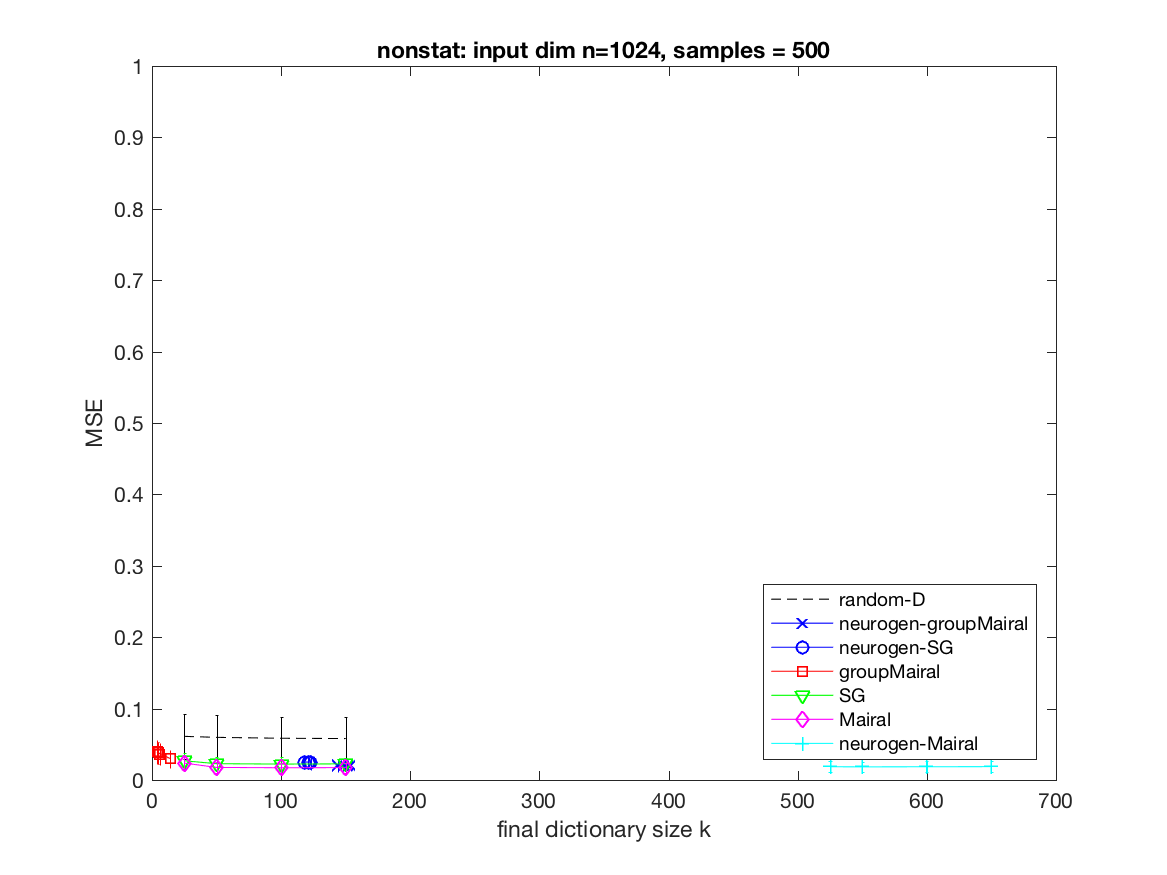 nonstat: input dim n=1024, samples = 500
1
0.9
0.8
0.7
0.6
0.5
0.4
0.3
0.2
0.1
0
MSE
0 100 200 300 400 500 600 700
final dictionary size k
random-D
neurogen-groupMairal
neurogen-SG
groupMairal
SG
Mairal
neurogen-Mairal